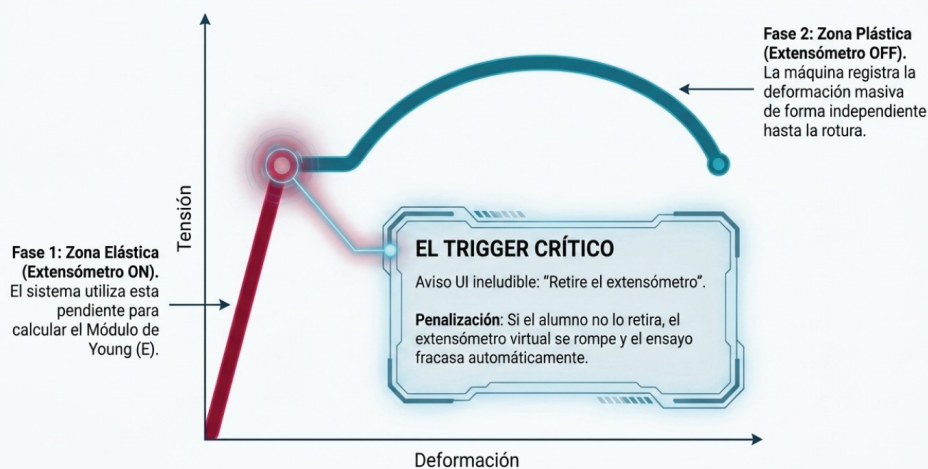 Fase 2: Zona Plástica
(Extensómetro OFF).
La máquina registra la
deformación masiva
de forma independiente
hasta la rotura.
Tensión
Fase 1: Zona Elástica
(Extensómetro ON).
El sistema utiliza esta
pendiente para
calcular el Módulo de
Young (E).
EL TRIGGER CRÍTICO
Aviso UI ineludible: “Retire el extensómetro”.
Penalización: Si el alumno no lo retira, el
extensómetro virtual se rompe y el ensayo
fracasa automáticamente.
Deformación